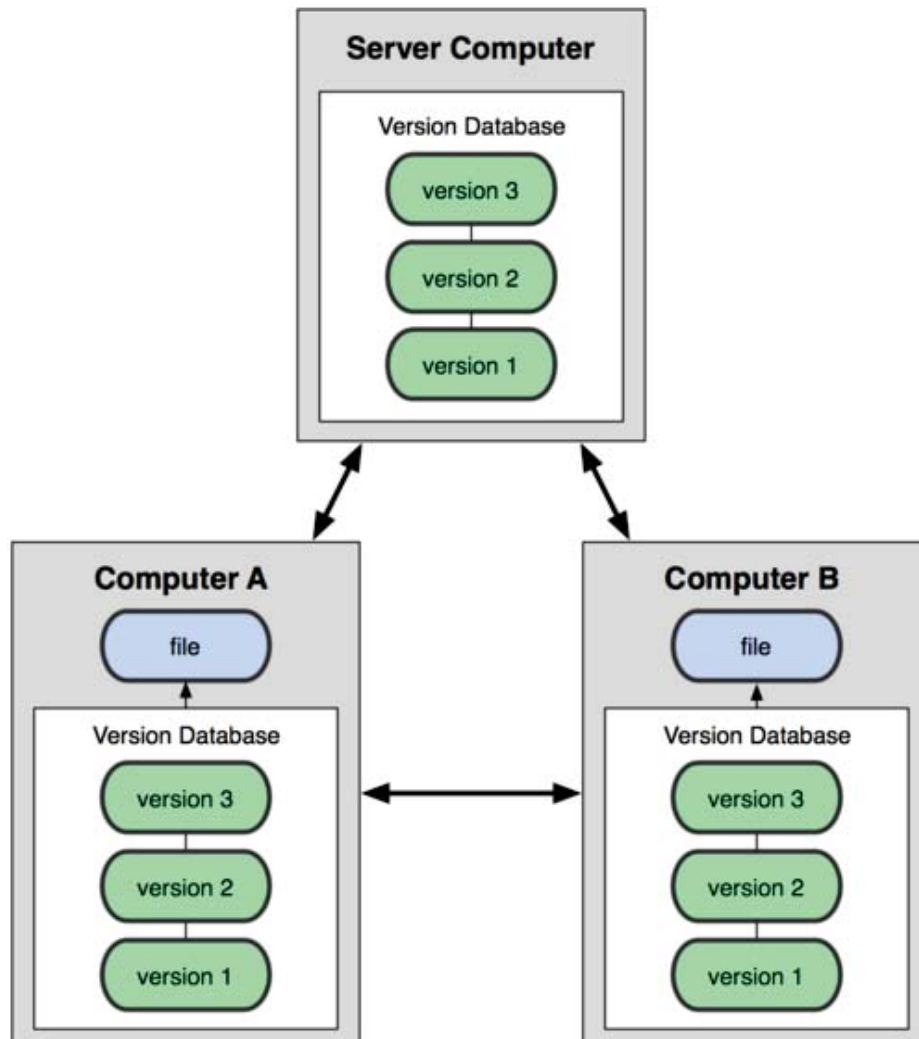 Server Computer
Version Database
version 3
version 2
version 1
Computer A
file
Version Database
version 3
version 2
version 1
Computer B
file
Version Database
version 3
version 2
version 1